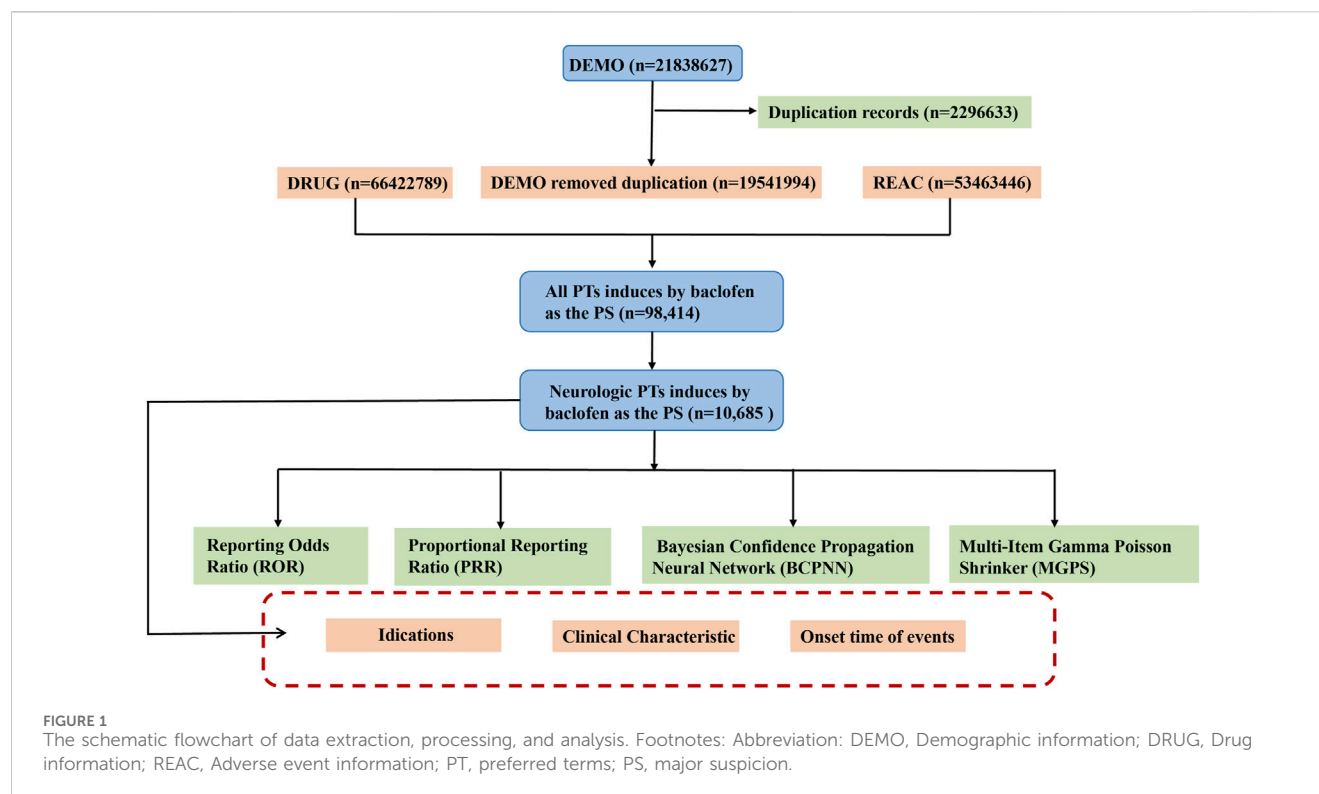 DEMO (n=21838627)
Duplication records (n=2296633)
DRUG (n=66422789)
DEMO removed duplication (n=19541994)
REAC (n=53463446)
All PTs induces by baclofen
as the PS (n=98,414)
Neurologic PTs induces by
baclofen as the PS (n=10,685 )
Reporting Odds
Ratio (ROR)
Proportional Reporting
Ratio (PRR)
Bayesian Confidence Propagation
Neural Network (BCPNN)
Multi-Item Gamma Poisson
Shrinker (MGPS)
Idications
Clinical Characteristic
Onset time of events
FIGURE 1
The schematic flowchart of data extraction, processing, and analysis. Footnotes: Abbreviation: DEMO, Demographic information; DRUG, Drug
information; REAC, Adverse event information; PT, preferred terms; PS, major suspicion.